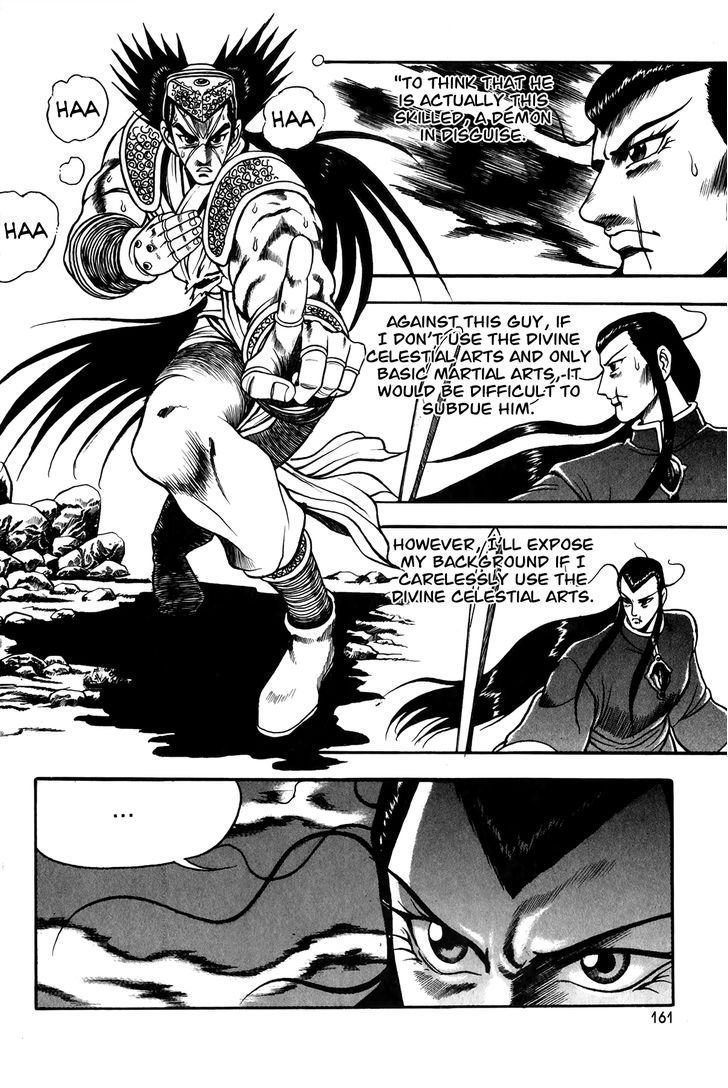 HAA
HAA
HAA
"TO THINK THAT HE
IS ACTUALLY THIS
SKILLED, A DEMON
IN DISGUISE.
AGAINST THIS GUY, IF
I DON'T USE THE DIVINE
CELESTIAL ARTS AND ONLY
BASIC MARTIAL ARTS, IT
WOULD BE DIFFICULT TO
SUBDUE HIM.
HOWEVER, I'LL EXPOSE
MY BACKGROUND IF I
CARELESSLY USE THE
DIVINE CELESTIAL ARTS.
...
161